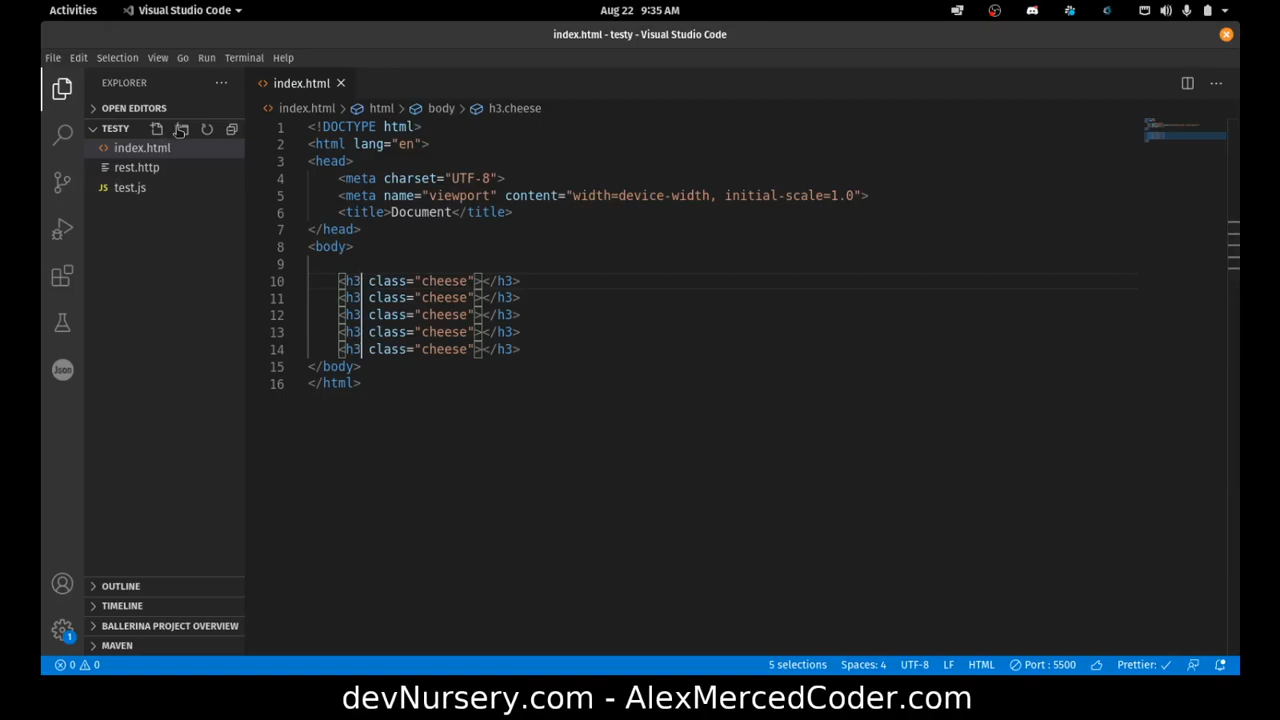 Activities
Visual Studio Code
Aug 22 9:35 AM
index.html - testy - Visual Studio Code
File Edit Selection View Go Run Terminal Help
EXPLORER
OPEN EDITORS
TESTY
index.html
rest.http
test.js
OUTLINE
TIMELINE
BALLERINA PROJECT OVERVIEW
MAVEN
Json
1
index.html
index.html html body h3.cheese
1 <!DOCTYPE html>
2 <html lang="en">
3 <head>
4 <meta charset="UTF-8">
5 <meta name="viewport" content="width=device-width, initial-scale=1.0">
6 <title>Document</title>
7 </head>
8 <body>
9
10 <h3 class="cheese"></h3>
11 <h3 class="cheese"></h3>
12 <h3 class="cheese"></h3>
13 <h3 class="cheese"></h3>
14 <h3 class="cheese"></h3>
15 </body>
16 </html>
0 0 5 selections Spaces: 4 UTF-8 LF HTML Port : 5500 Prettier:
devNursery.com - AlexMercedCoder.com